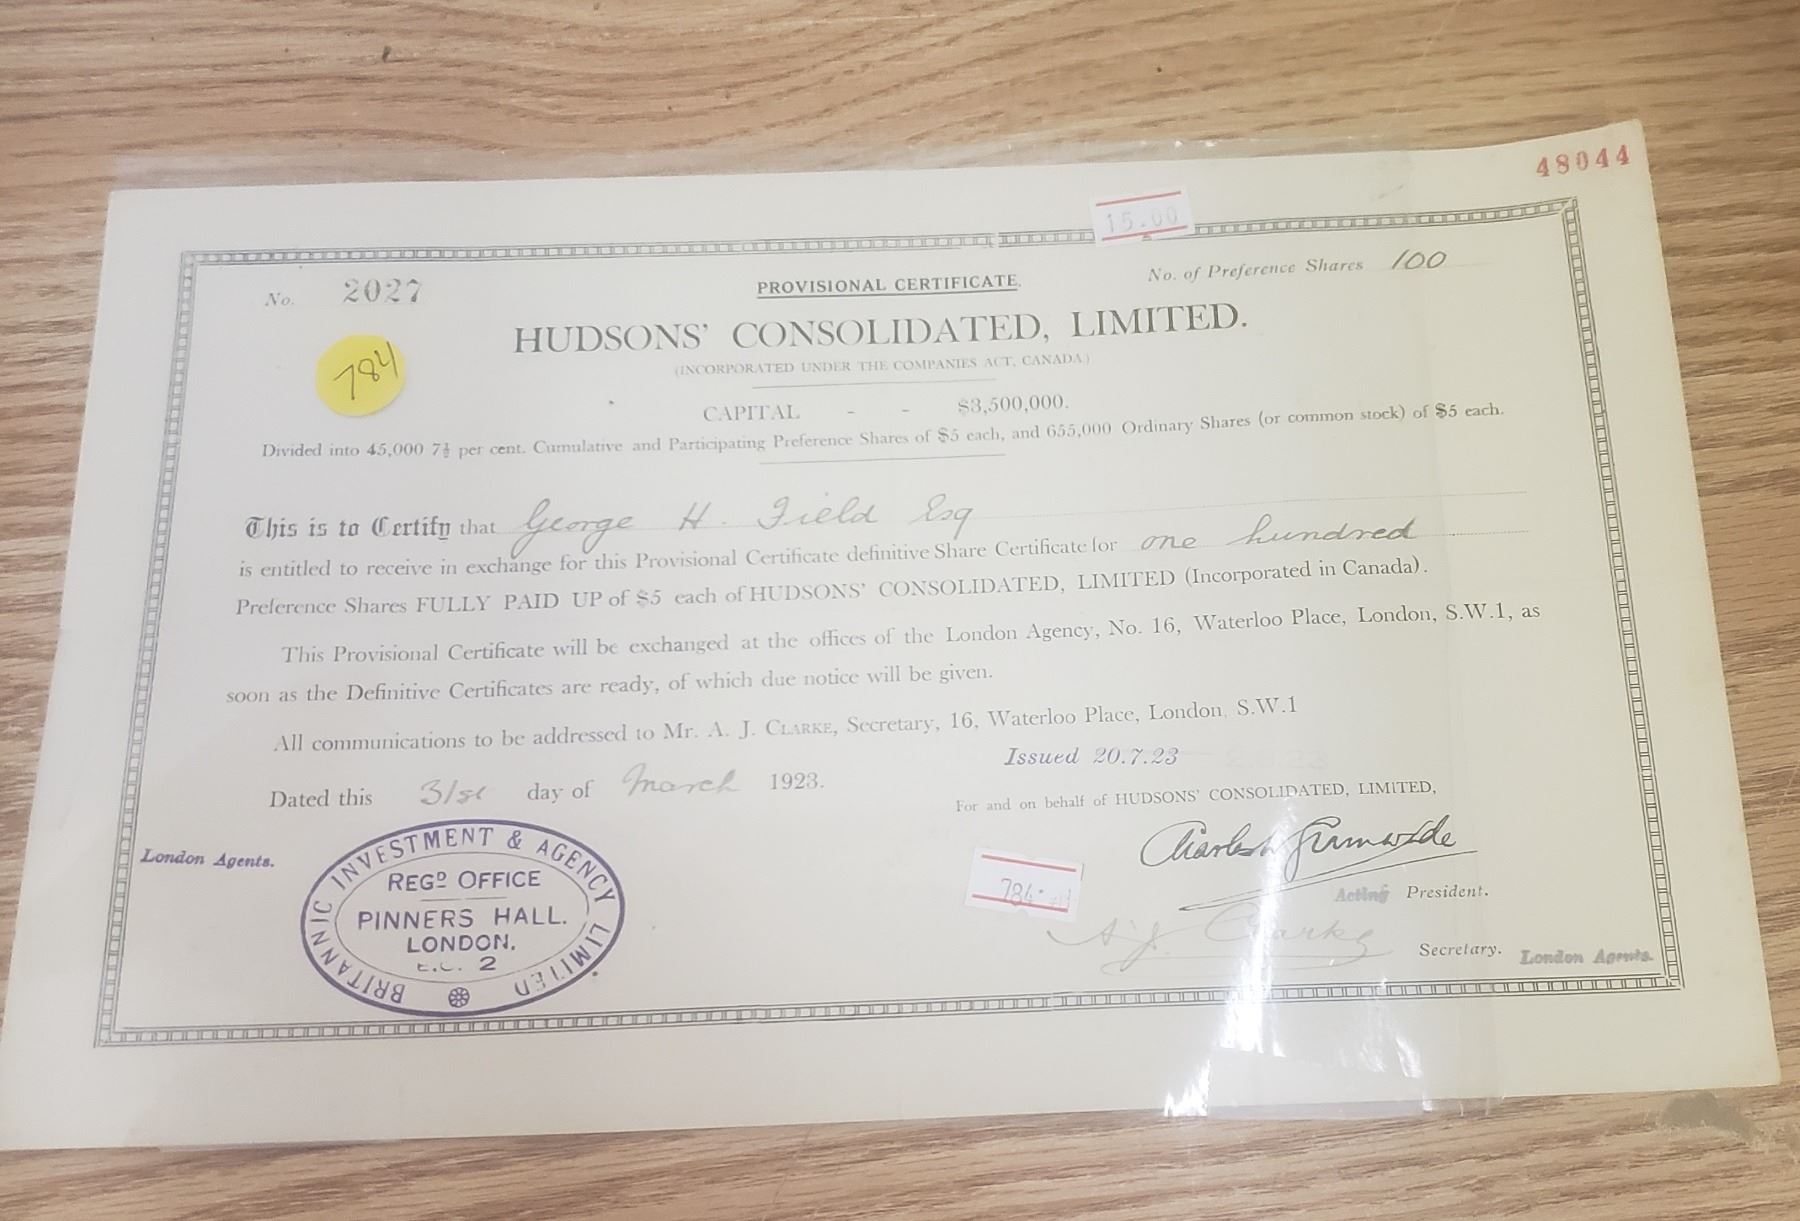 48044
15.00
No. 2027
PROVISIONAL CERTIFICATE.
No. of Preference Shares 100
HUDSONS' CONSOLIDATED, LIMITED.
(INCORPORATED UNDER THE COMPANIES ACT, CANADA.)
784
CAPITAL - - $3,500,000.
Divided into 45,000 7½ per cent. Cumulative and Participating Preference Shares of $5 each, and 655,000 Ordinary Shares (or common stock) of $5 each.
This is to Certify that George H. Field Esq
is entitled to receive in exchange for this Provisional Certificate definitive Share Certificate for one hundred
Preference Shares FULLY PAID UP of $5 each of HUDSONS' CONSOLIDATED, LIMITED (Incorporated in Canada).
This Provisional Certificate will be exchanged at the offices of the London Agency, No. 16, Waterloo Place, London, S.W.1, as
soon as the Definitive Certificates are ready, of which due notice will be given.
All communications to be addressed to Mr. A. J. CLARKE, Secretary, 16, Waterloo Place, London, S.W.1
Issued 20.7.23
Dated this 31st day of March 1923.
For and on behalf of HUDSONS' CONSOLIDATED, LIMITED,
London Agents.
BRITANNIC INVESTMENT & AGENCY LIMITED
REGD OFFICE
PINNERS HALL.
LONDON.
E.C. 2
784
Acting President.
A. J. Clarke
Secretary. London Agents.